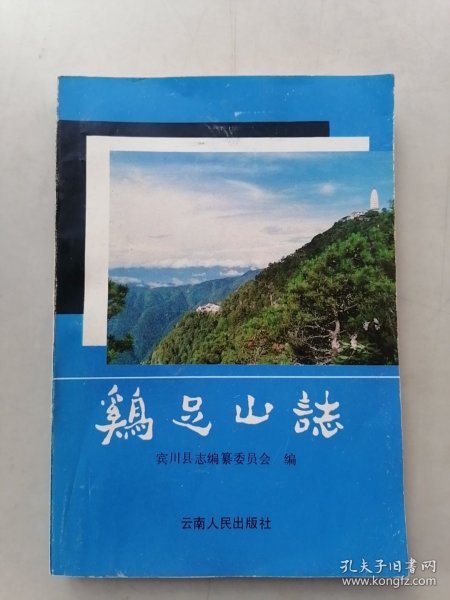 鷄足山誌
宾川县志编纂委员会 编
云南人民出版社
孔夫子旧书网
www.kongfz.com